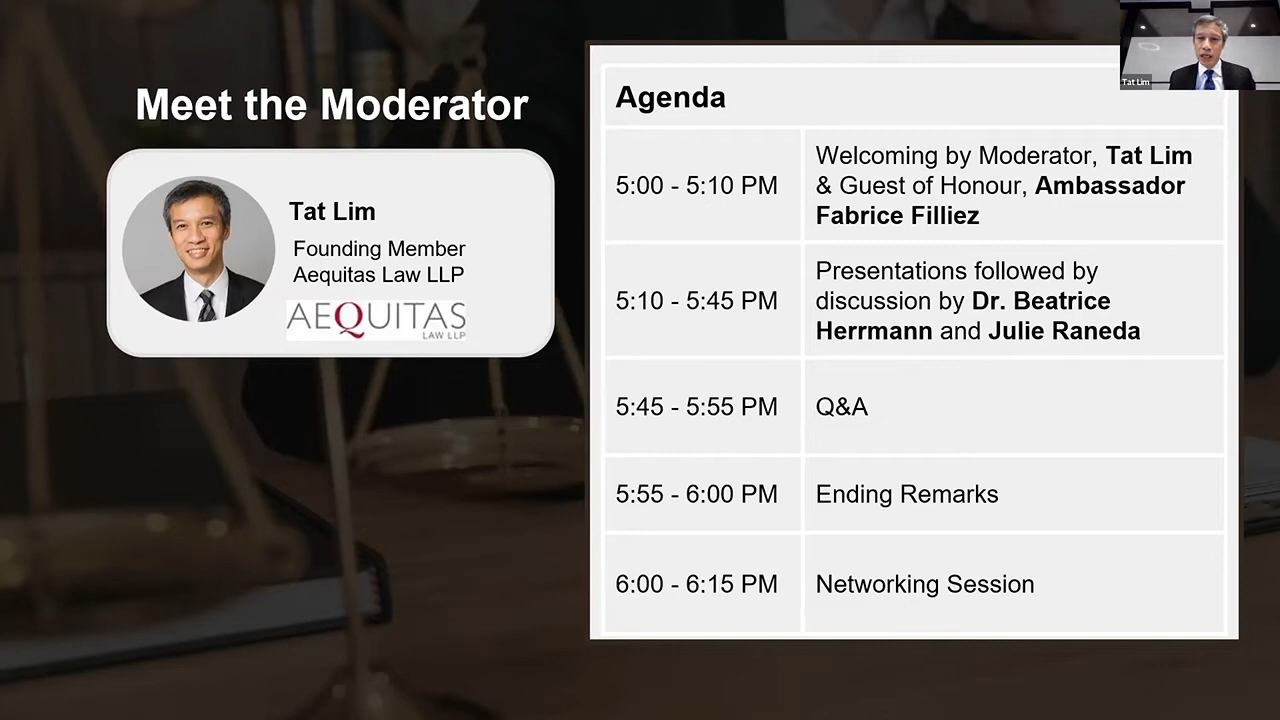 Meet the Moderator
Tat Lim
Founding Member
Aequitas Law LLP
AEQUITAS
LAW LLP
Agenda
5:00 - 5:10 PM
Welcoming by Moderator, Tat Lim
& Guest of Honour, Ambassador
Fabrice Filliez
5:10 - 5:45 PM
Presentations followed by
discussion by Dr. Beatrice
Herrmann and Julie Raneda
5:45 - 5:55 PM
Q&A
5:55 - 6:00 PM
Ending Remarks
6:00 - 6:15 PM
Networking Session
Tat Lim